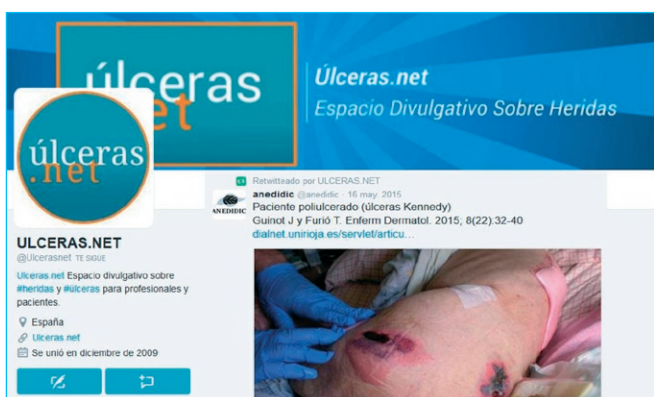 úlceras
net
Úlceras.net
Espacio Divulgativo Sobre Heridas
úlceras
.net
ULCERAS.NET
@Ulcerasnet TE SIGUE
Ulceras.net Espacio divulgativo sobre
#heridas y #úlceras para profesionales y
pacientes.
España
Ulceras.net
Se unió en diciembre de 2009
Retwitteado por ULCERAS.NET
anedidic @anedidic · 16 may. 2015
ANEDIDIC
Paciente poliulcerado (úlceras Kennedy)
Guinot J y Furió T. Enferm Dermatol. 2015; 8(22):32-40
dialnet.unirioja.es/servlet/articu…